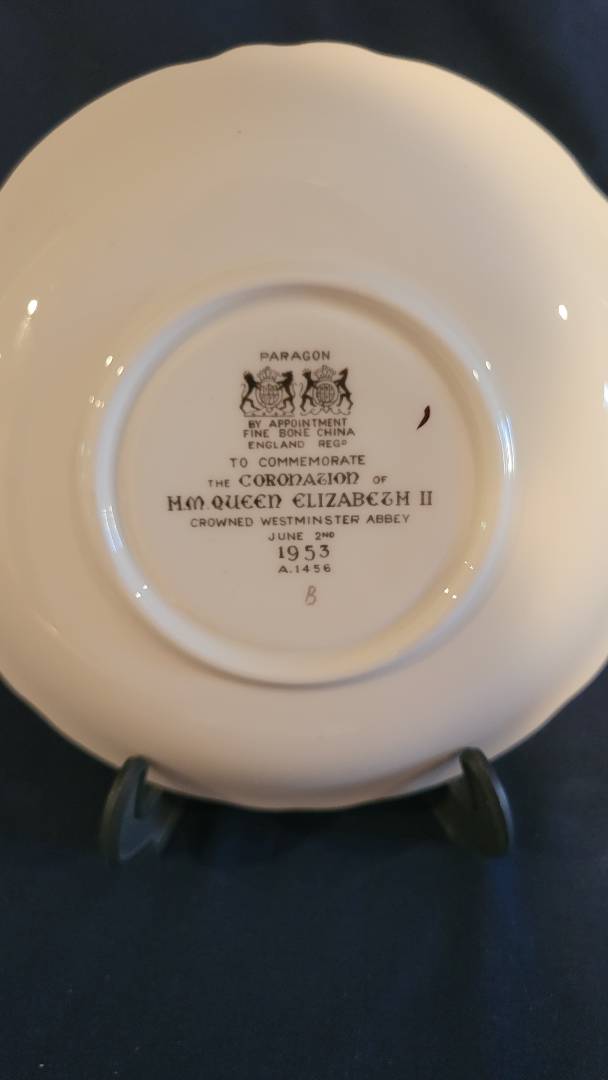 PARAGON
BY APPOINTMENT
FINE BONE CHINA
ENGLAND REGD
TO COMMEMORATE
THE CORONATION OF
H.M. QUEEN ELIZABETH II
CROWNED WESTMINSTER ABBEY
JUNE 2ND
1953
A.1456
B